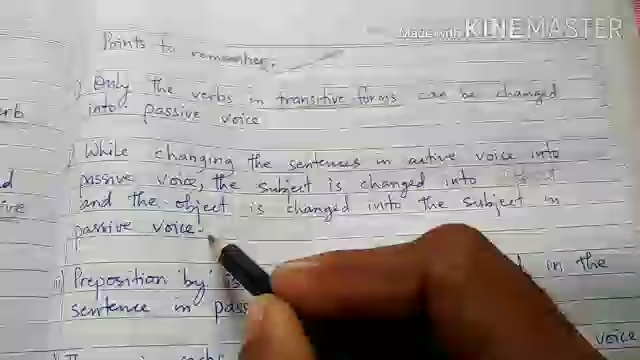 Made with KINEMASTER
Points to remember.
i) Only the verbs in transitive forms can be changed
into passive voice
While changing the sentences in active voice into
passive voice, the subject is changed into
and the object is changed into the subject in
passive voice.
iii) Preposition 'by' is in the
sentence in
voice